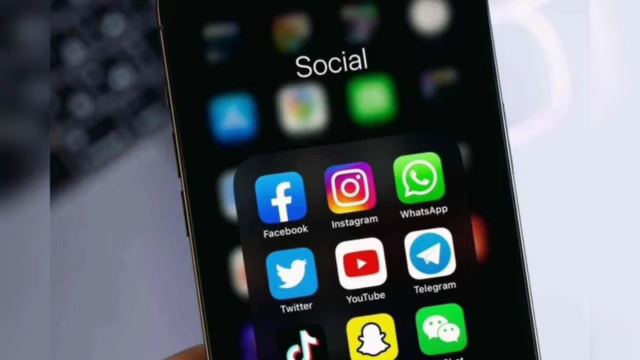 Social
Facebook
Instagram
WhatsApp
Twitter
YouTube
Telegram